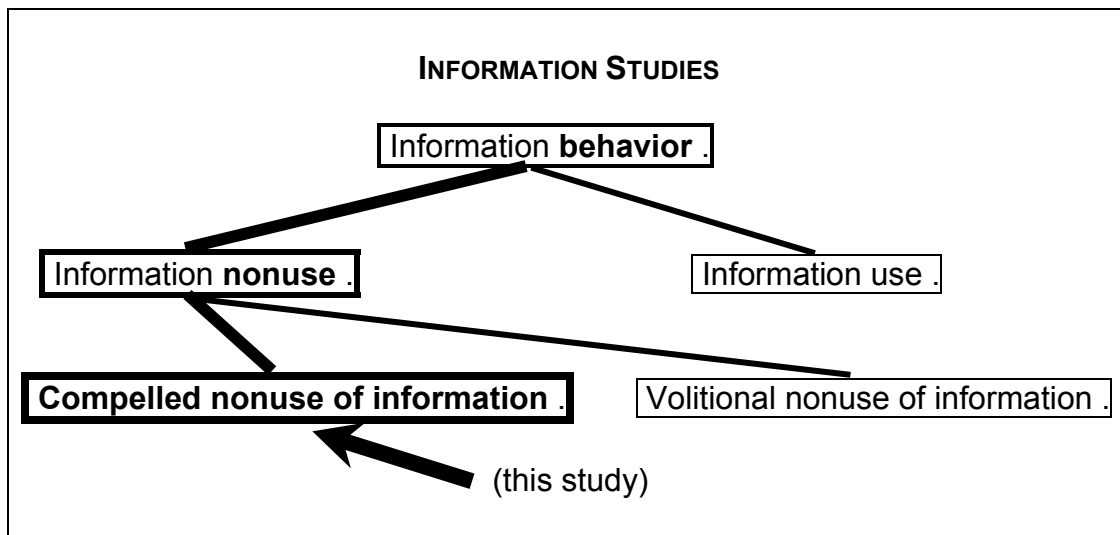 INFORMATION STUDIES
Information behavior .
Information nonuse .
Information use .
Compelled nonuse of information .
Volitional nonuse of information .
(this study)